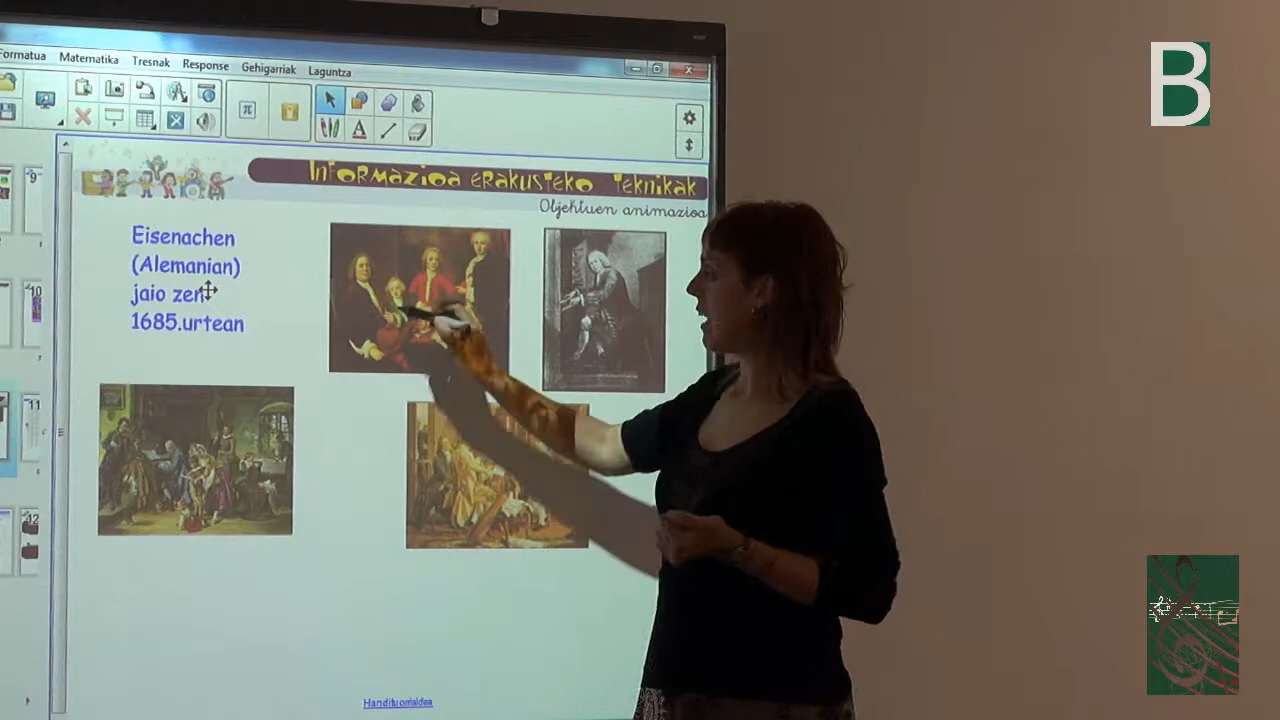 Formatua Matematika Tresnak Response Gehigarriak Laguntza
B
INFORMAZIOA ERAKUSTEKO TEKNIKAK
Objektuen animazioa
Eisenachen
(Alemanian)
jaio zen
1685.urtean
9
10
11
12
Handitu orrialdea